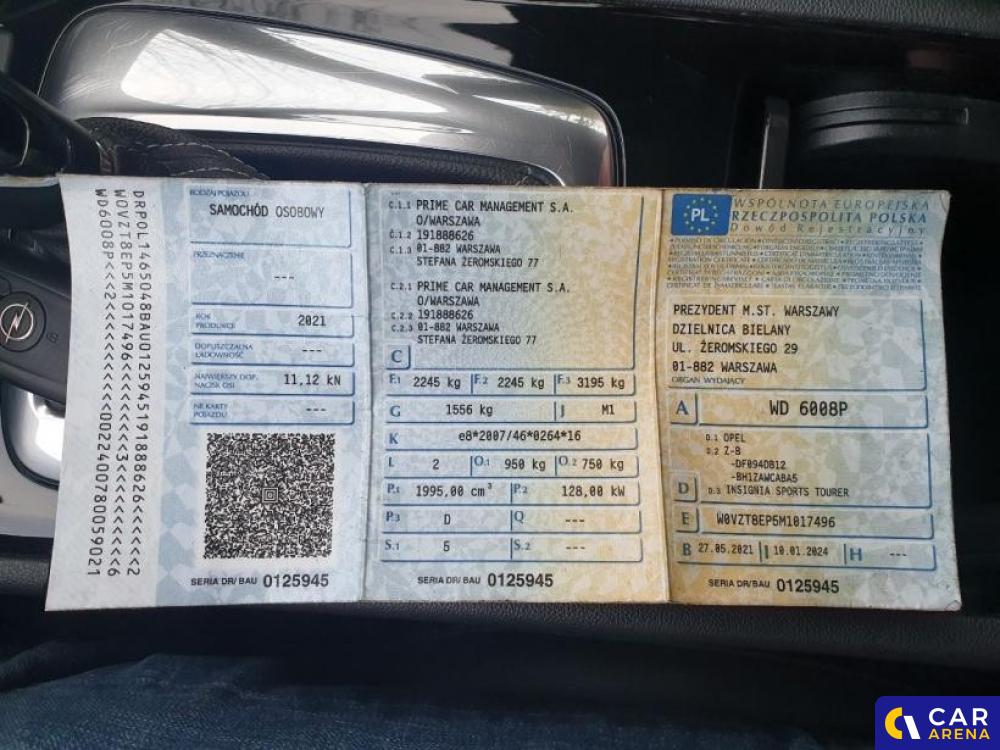 DRPOL1465048BAU0125945191888626<<<<<<2
W0VZT8EP5M1017496<<<<<<<<<<3<<<<<<<<<6
WD6008P<<2<<<<<<<<<<<<00224007800059021
RODZAJ POJAZDU
SAMOCHÓD OSOBOWY
PRZEZNACZENIE
---
ROK PRODUKCJI
2021
DOPUSZCZALNA ŁADOWNOŚĆ
---
NAJWIĘKSZY DOP. NACISK OSI
11,12 kN
NR KARTY POJAZDU
---
SERIA DR/BAU 0125945
C.1.1 PRIME CAR MANAGEMENT S.A.
O/WARSZAWA
C.1.2 191888626
C.1.3 01-882 WARSZAWA
STEFANA ŻEROMSKIEGO 77
C.2.1 PRIME CAR MANAGEMENT S.A.
O/WARSZAWA
C.2.2 191888626
C.2.3 01-882 WARSZAWA
STEFANA ŻEROMSKIEGO 77
C
F.1 2245 kg F.2 2245 kg F.3 3195 kg
G 1556 kg J M1
K e8*2007/46*0264*16
L 2 O.1 950 kg O.2 750 kg
P.1 1995,00 cm³ P.2 128,00 kW
P.3 D Q ---
S.1 5 S.2 ---
SERIA DR/BAU 0125945
PL
WSPÓLNOTA EUROPEJSKA
RZECZPOSPOLITA POLSKA
Dowód Rejestracyjny
PREZYDENT M.ST. WARSZAWY
DZIELNICA BIELANY
UL. ŻEROMSKIEGO 29
01-882 WARSZAWA
ORGAN WYDAJĄCY
A WD 6008P
D.1 OPEL
D.2 Z-B
-DF094DB12
-BH1ZAWCABA5
D D.3 INSIGNIA SPORTS TOURER
E W0VZT8EP5M1017496
B 27.05.2021 I 10.01.2024 H ---
SERIA DR/BAU 0125945
CAR
ARENA